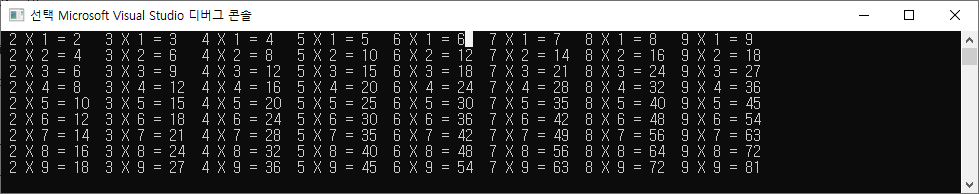 선택 Microsoft Visual Studio 디버그 콘솔
2 X 1 = 2 3 X 1 = 3 4 X 1 = 4 5 X 1 = 5 6 X 1 = 6 7 X 1 = 7 8 X 1 = 8 9 X 1 = 9
2 X 2 = 4 3 X 2 = 6 4 X 2 = 8 5 X 2 = 10 6 X 2 = 12 7 X 2 = 14 8 X 2 = 16 9 X 2 = 18
2 X 3 = 6 3 X 3 = 9 4 X 3 = 12 5 X 3 = 15 6 X 3 = 18 7 X 3 = 21 8 X 3 = 24 9 X 3 = 27
2 X 4 = 8 3 X 4 = 12 4 X 4 = 16 5 X 4 = 20 6 X 4 = 24 7 X 4 = 28 8 X 4 = 32 9 X 4 = 36
2 X 5 = 10 3 X 5 = 15 4 X 5 = 20 5 X 5 = 25 6 X 5 = 30 7 X 5 = 35 8 X 5 = 40 9 X 5 = 45
2 X 6 = 12 3 X 6 = 18 4 X 6 = 24 5 X 6 = 30 6 X 6 = 36 7 X 6 = 42 8 X 6 = 48 9 X 6 = 54
2 X 7 = 14 3 X 7 = 21 4 X 7 = 28 5 X 7 = 35 6 X 7 = 42 7 X 7 = 49 8 X 7 = 56 9 X 7 = 63
2 X 8 = 16 3 X 8 = 24 4 X 8 = 32 5 X 8 = 40 6 X 8 = 48 7 X 8 = 56 8 X 8 = 64 9 X 8 = 72
2 X 9 = 18 3 X 9 = 27 4 X 9 = 36 5 X 9 = 45 6 X 9 = 54 7 X 9 = 63 8 X 9 = 72 9 X 9 = 81